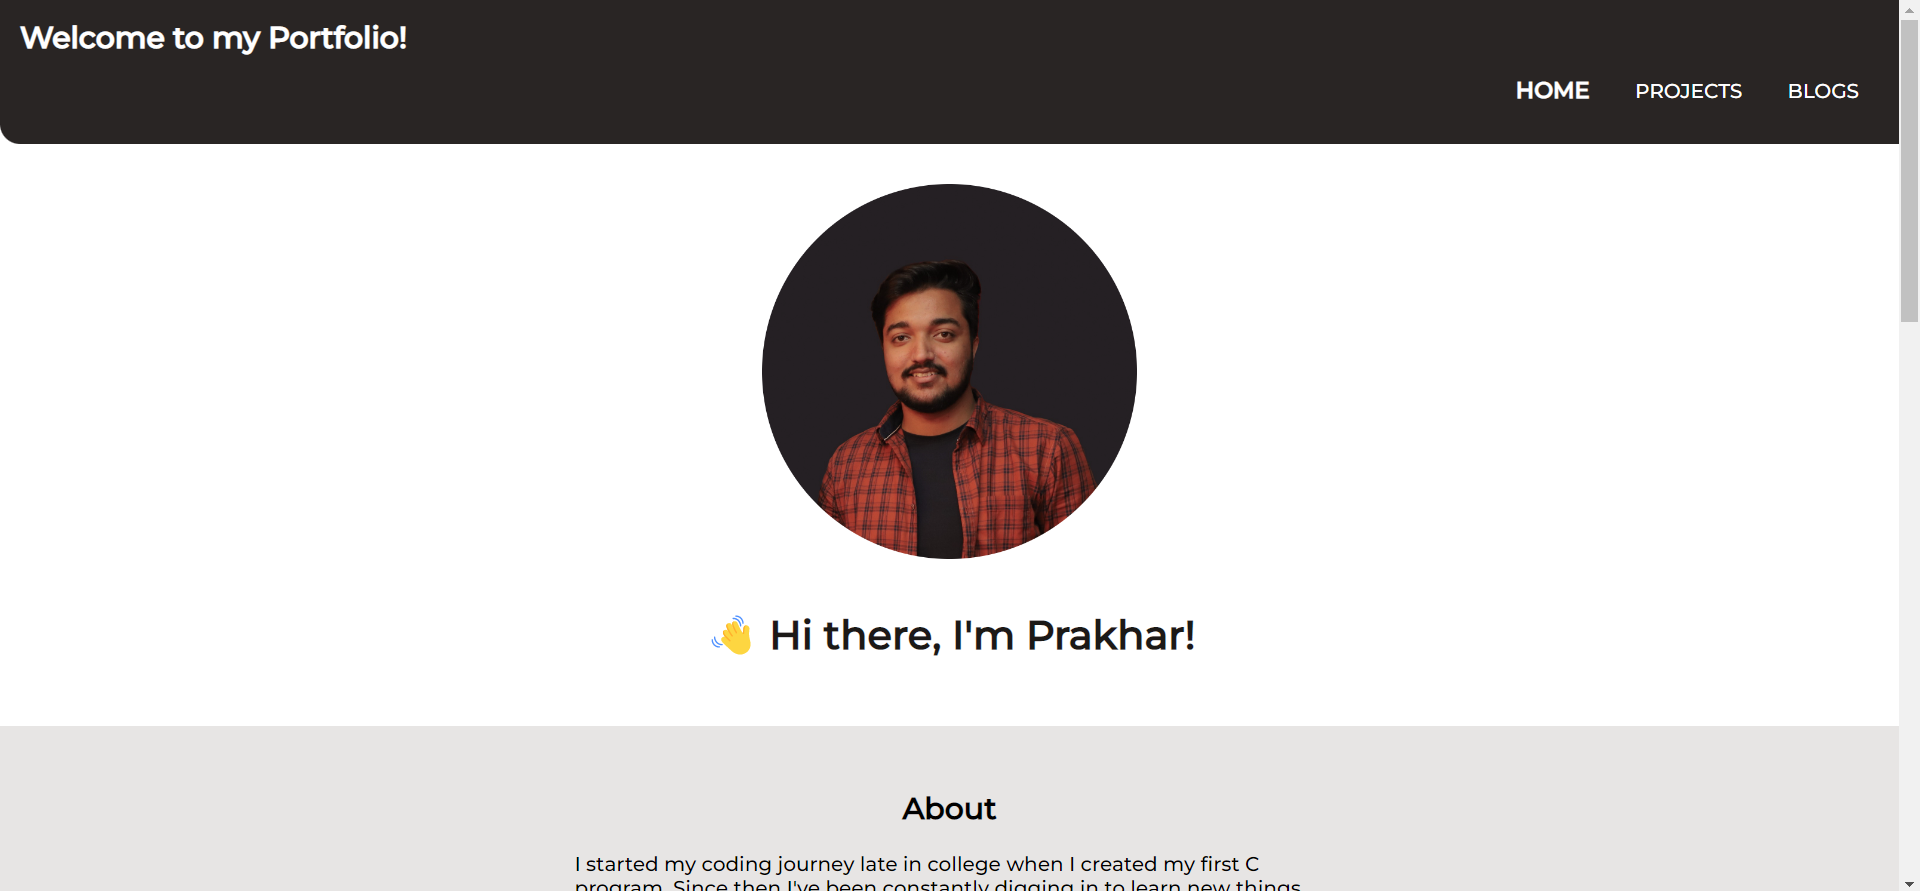 Welcome to my Portfolio!
HOME PROJECTS BLOGS
Hi there, I'm Prakhar!
About
I started my coding journey late in college when I created my first C
program. Since then I've been constantly digging in to learn new things